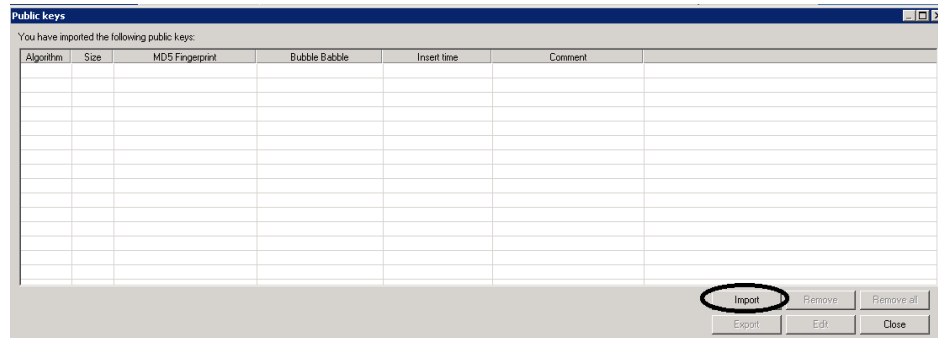 Public keys
You have imported the following public keys:
Algorithm Size MD5 Fingerprint Bubble Babble Insert time Comment
Import Remove Remove all
Export Edit Close